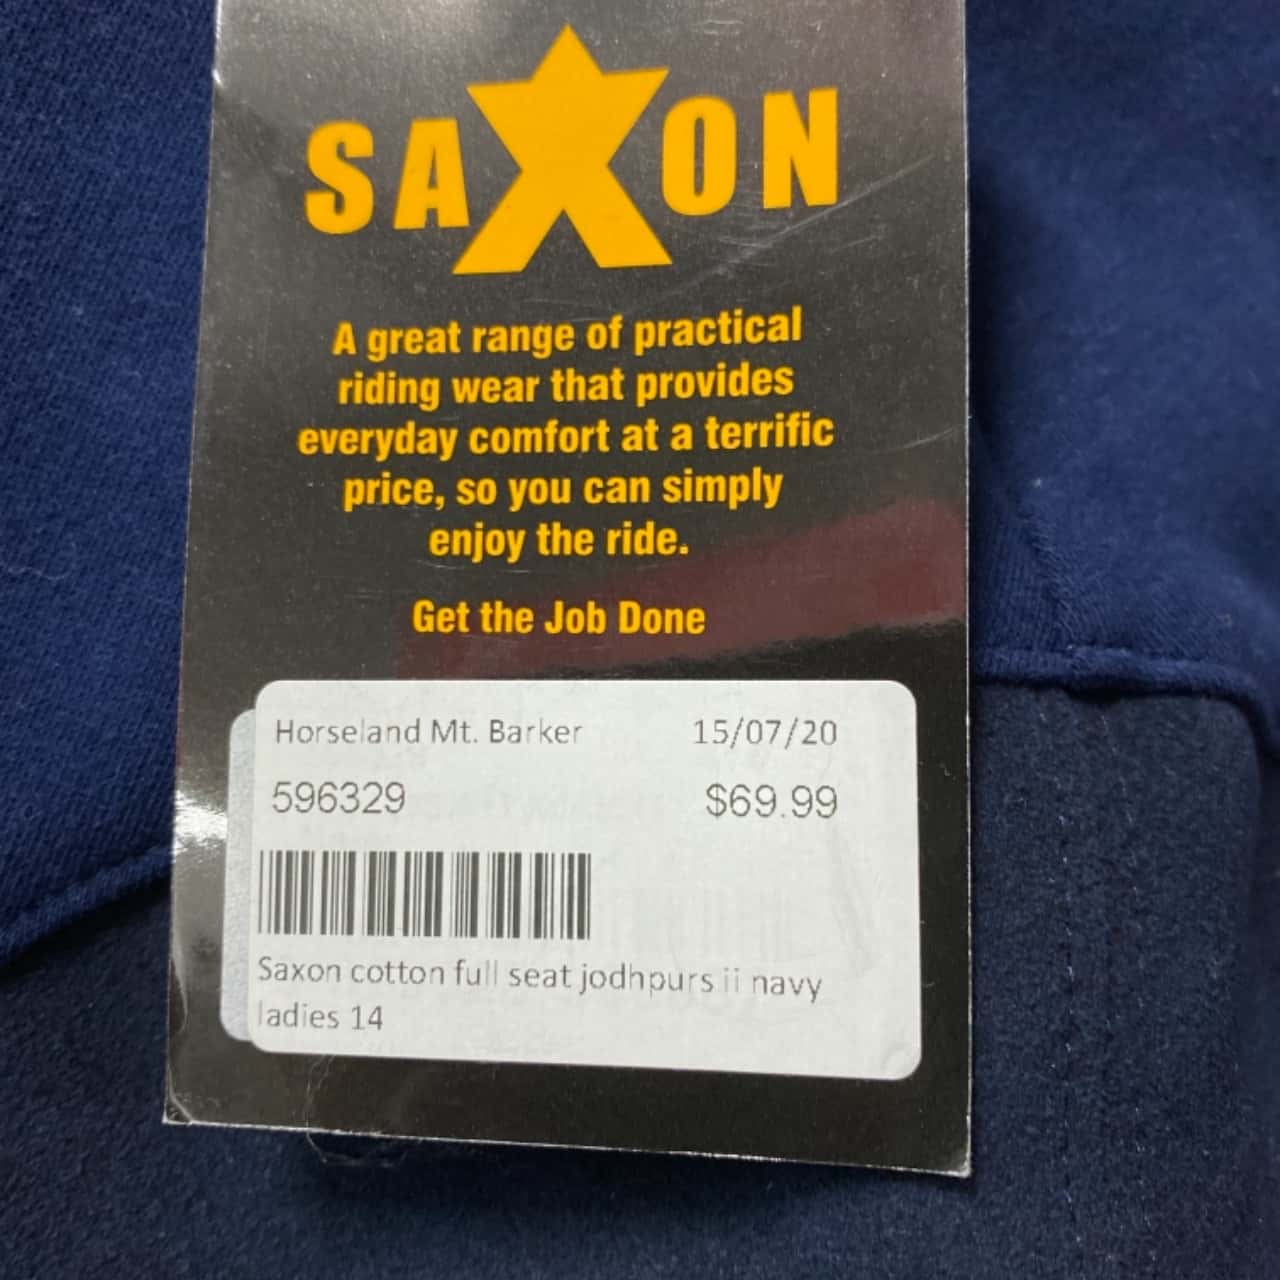 SAXON
A great range of practical
riding wear that provides
everyday comfort at a terrific
price, so you can simply
enjoy the ride.
Get the Job Done
Horseland Mt. Barker 15/07/20
596329 $69.99
Saxon cotton full seat jodhpurs ii navy
ladies 14